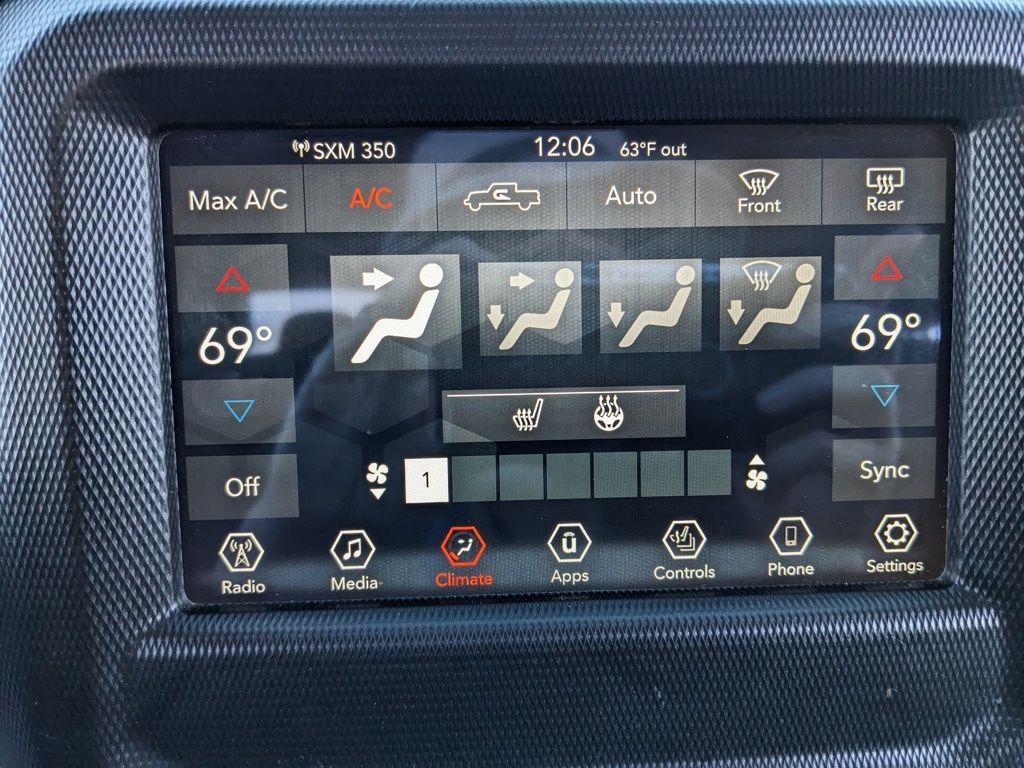 SXM 350 12:06 63°F out
Max A/C A/C Auto Front Rear
69° 69°
Off 1 Sync
Radio Media Climate Apps Controls Phone Settings